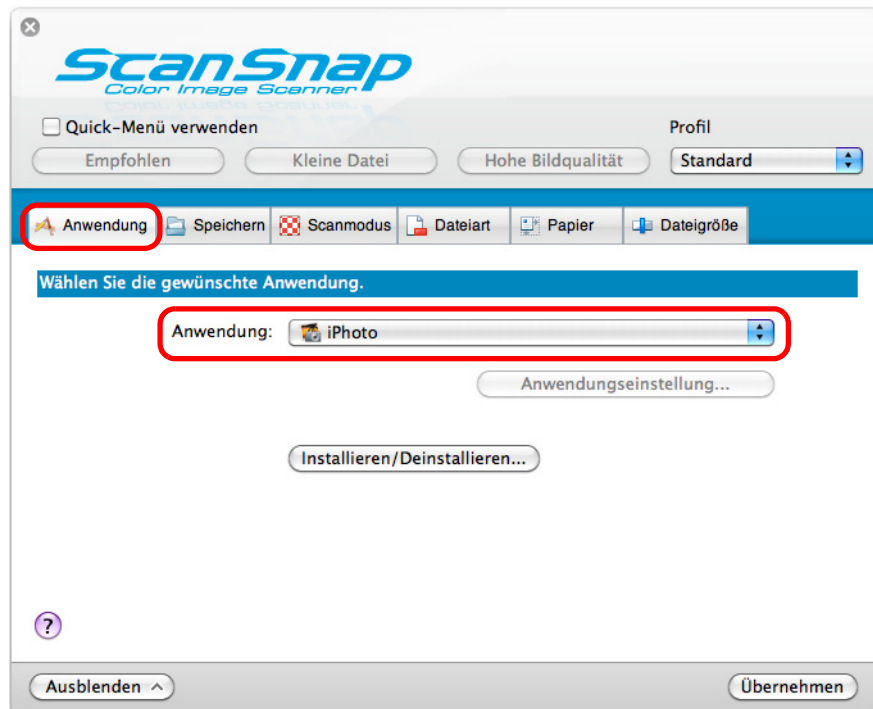 ScanSnap
Color Image Scanner
Quick-Menü verwenden
Profil
Empfohlen
Kleine Datei
Hohe Bildqualität
Standard
Anwendung
Speichern
Scanmodus
Dateiart
Papier
Dateigröße
Wählen Sie die gewünschte Anwendung.
Anwendung:
iPhoto
Anwendungseinstellung...
Installieren/Deinstallieren...
?
Ausblenden
Übernehmen